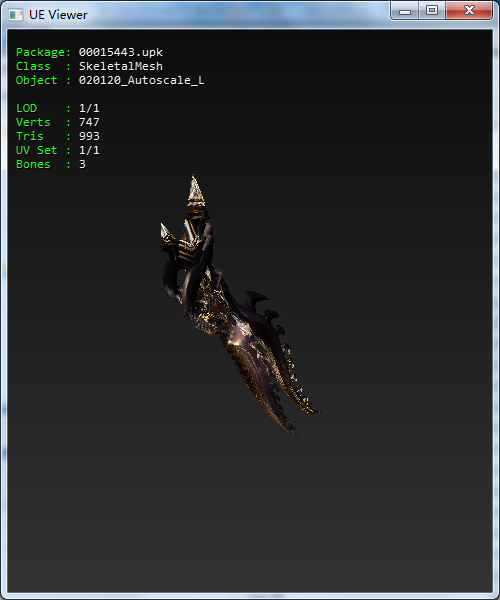 UE Viewer
Package: 00015443.upk
Class  : SkeletalMesh
Object : 020120_Autoscale_L
LOD    : 1/1
Verts  : 747
Tris   : 993
UV Set : 1/1
Bones  : 3